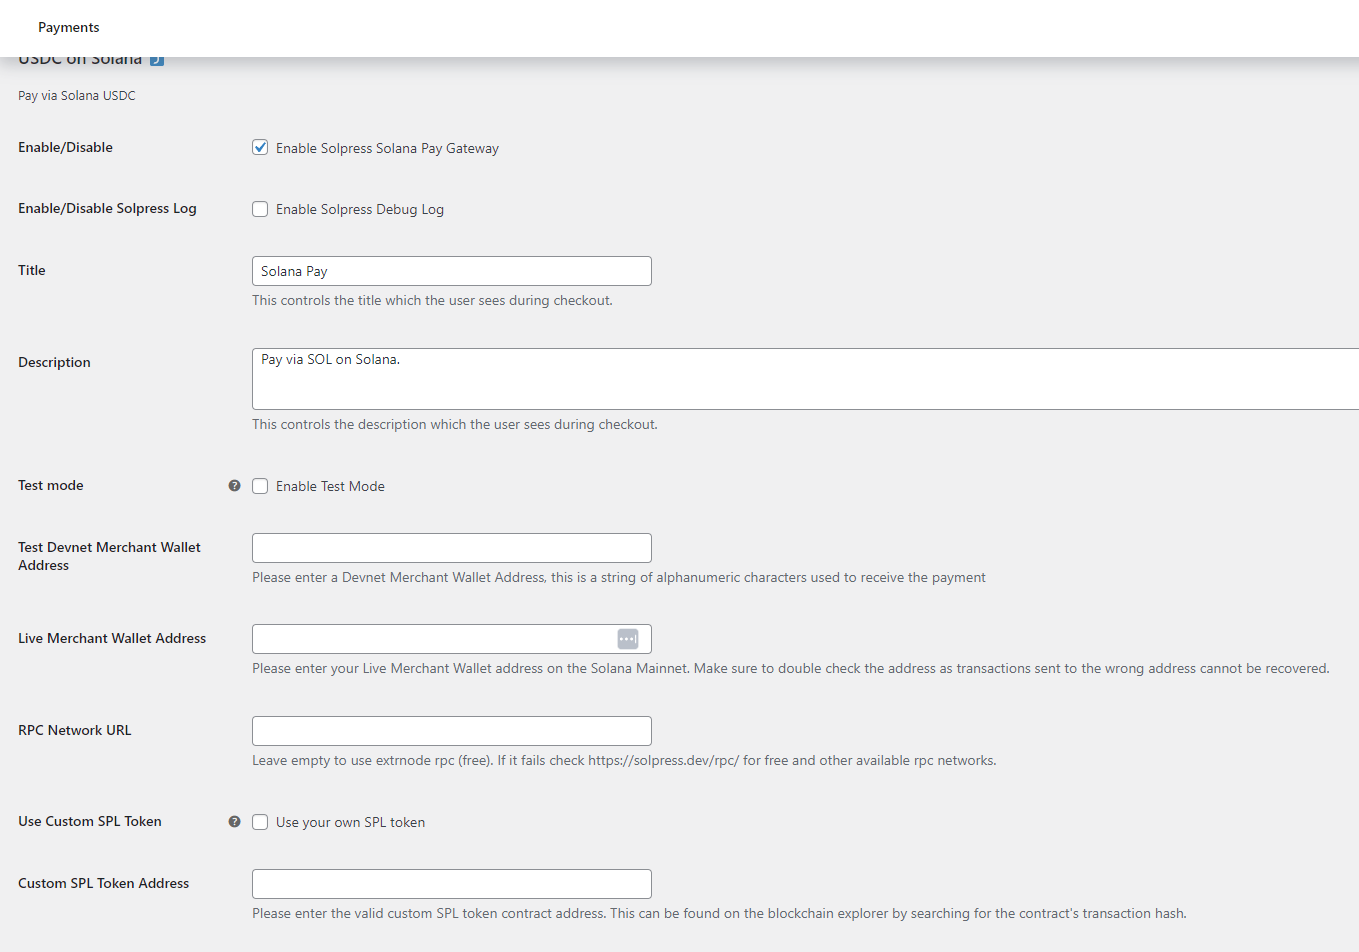 Payments
USDC on Solana
Pay via Solana USDC
Enable/Disable
Enable Solpress Solana Pay Gateway
Enable/Disable Solpress Log
Enable Solpress Debug Log
Title
Solana Pay
This controls the title which the user sees during checkout.
Description
Pay via SOL on Solana.
This controls the description which the user sees during checkout.
Test mode
Enable Test Mode
Test Devnet Merchant Wallet
Address
Please enter a Devnet Merchant Wallet Address, this is a string of alphanumeric characters used to receive the payment
Live Merchant Wallet Address
Please enter your Live Merchant Wallet address on the Solana Mainnet. Make sure to double check the address as transactions sent to the wrong address cannot be recovered.
RPC Network URL
Leave empty to use extrnode rpc (free). If it fails check https://solpress.dev/rpc/ for free and other available rpc networks.
Use Custom SPL Token
Use your own SPL token
Custom SPL Token Address
Please enter the valid custom SPL token contract address. This can be found on the blockchain explorer by searching for the contract's transaction hash.